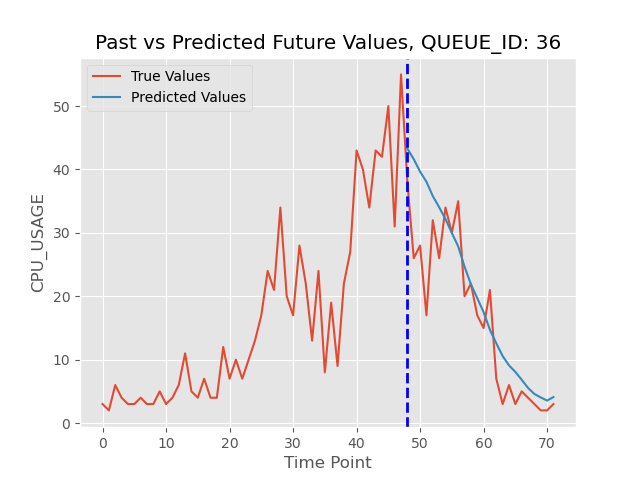 Past vs Predicted Future Values, QUEUE_ID: 36
True Values
Predicted Values
CPU_USAGE
50
40
30
20
10
0
0 10 20 30 40 50 60 70
Time Point